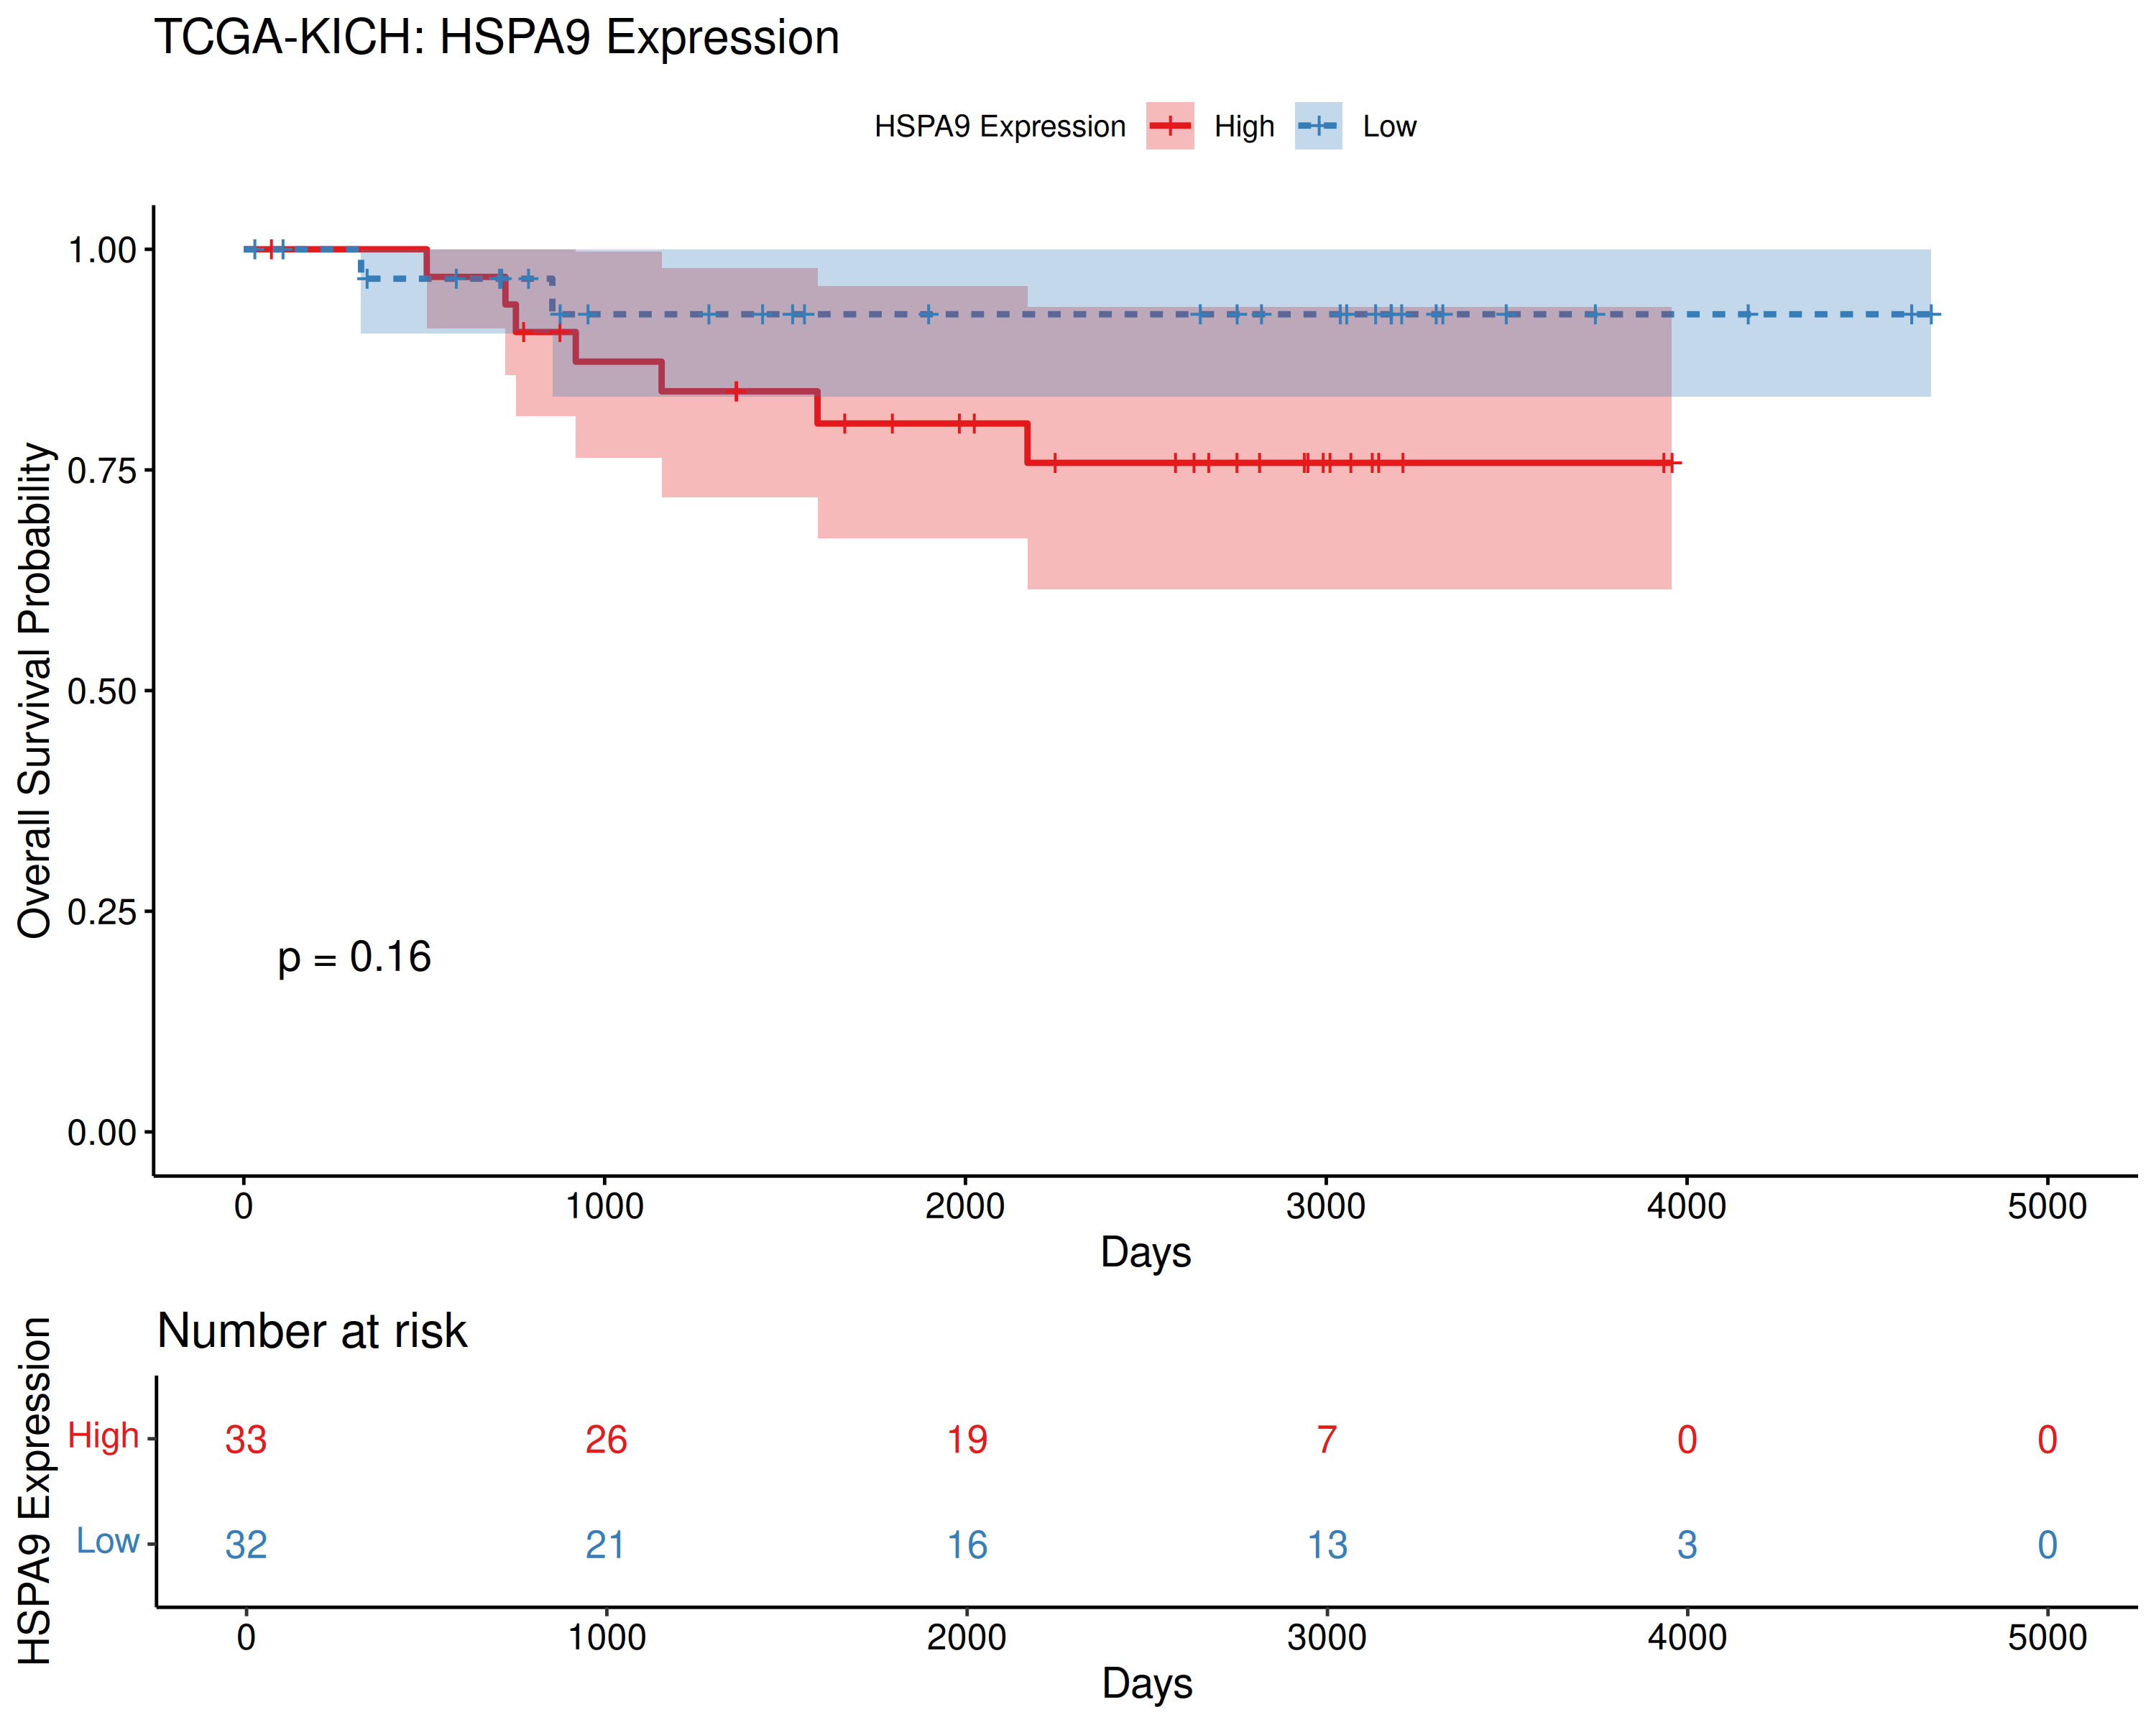 TCGA-KICH: HSPA9 Expression
HSPA9 Expression High Low
1.00
0.75
0.50
0.25
0.00
Overall Survival Probability
p = 0.16
0 1000 2000 3000 4000 5000
Days
Number at risk
HSPA9 Expression
High 33 26 19 7 0 0
Low 32 21 16 13 3 0
0 1000 2000 3000 4000 5000
Days